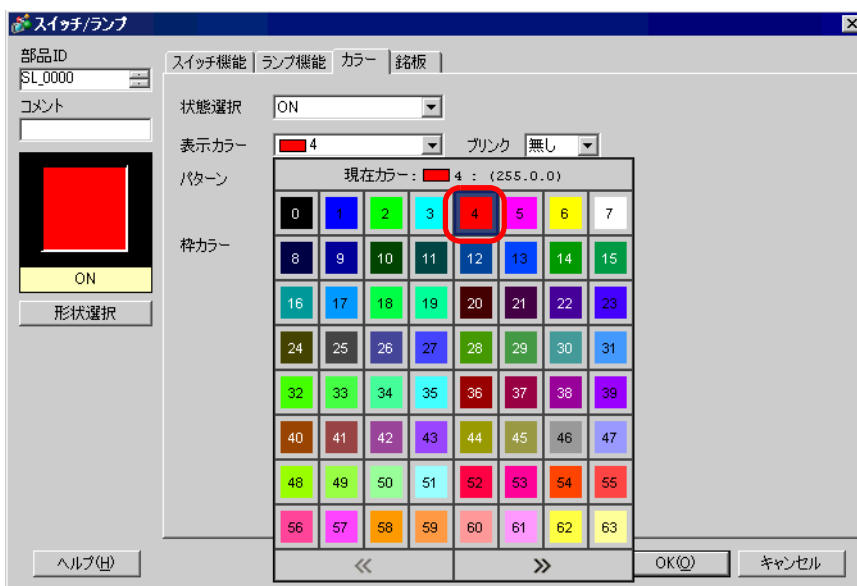 スイッチ/ランプ
部品ID
SL_0000
コメント
ON
形状選択
スイッチ機能 ランプ機能 カラー 銘板
状態選択 ON
表示カラー 4 ブリンク 無し
パターン
枠カラー
現在カラー: 4 : (255.0.0)
0 1 2 3 4 5 6 7
8 9 10 11 12 13 14 15
16 17 18 19 20 21 22 23
24 25 26 27 28 29 30 31
32 33 34 35 36 37 38 39
40 41 42 43 44 45 46 47
48 49 50 51 52 53 54 55
56 57 58 59 60 61 62 63
« »
ヘルプ(H) OK(O) キャンセル